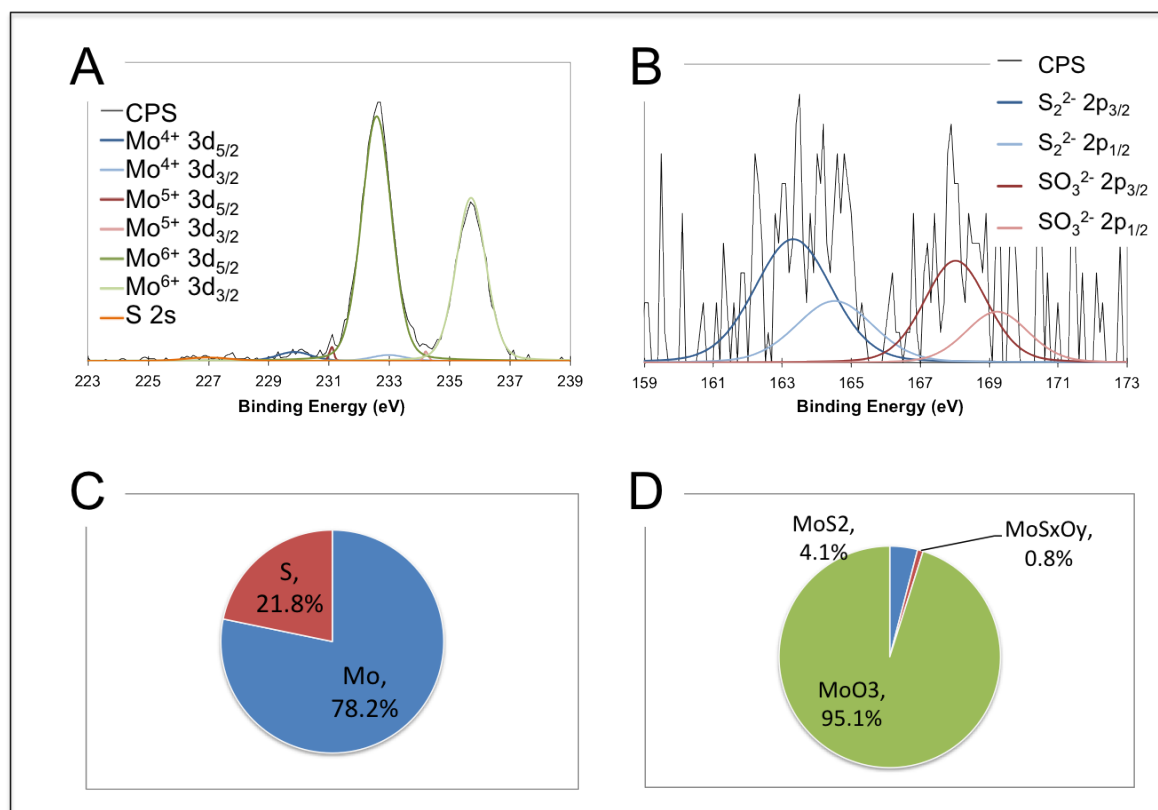 A
CPS
Mo⁴⁺ 3d₅/₂
Mo⁴⁺ 3d₃/₂
Mo⁵⁺ 3d₅/₂
Mo⁵⁺ 3d₃/₂
Mo⁶⁺ 3d₅/₂
Mo⁶⁺ 3d₃/₂
S 2s
223 225 227 229 231 233 235 237 239
Binding Energy (eV)
B
CPS
S₂²⁻ 2p₃/₂
S₂²⁻ 2p₁/₂
SO₃²⁻ 2p₃/₂
SO₃²⁻ 2p₁/₂
159 161 163 165 167 169 171 173
Binding Energy (eV)
C
S,
21.8%
Mo,
78.2%
D
MoS2,
4.1%
MoSxOy,
0.8%
MoO3,
95.1%